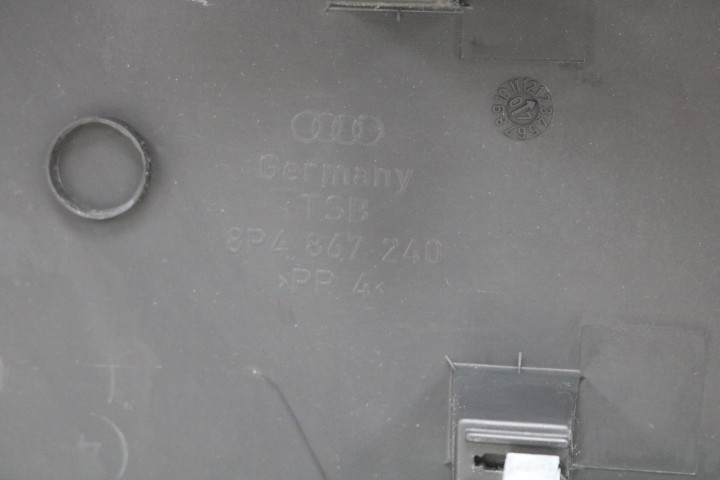 Germany
TSB
8P4 867 240
>PP 4<